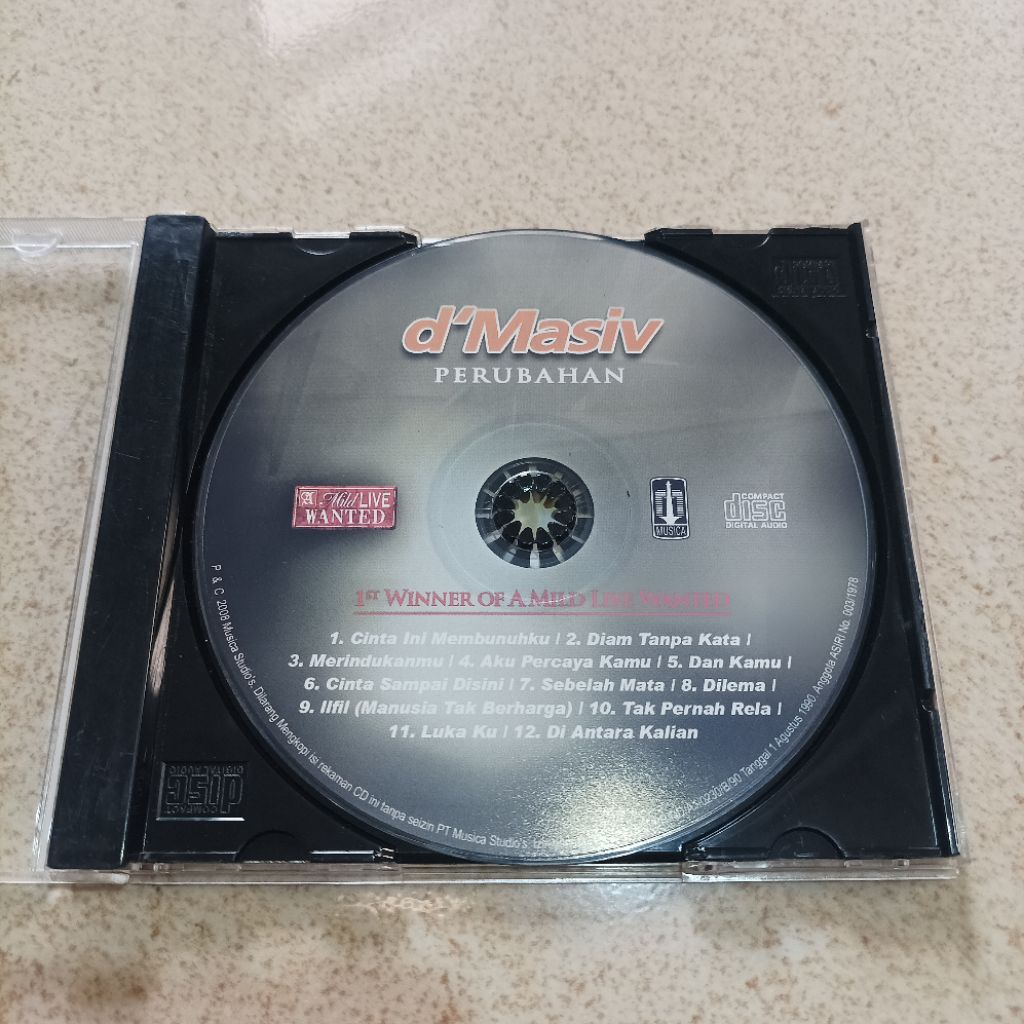 d'Masiv
PERUBAHAN
A Mild LIVE
WANTED
MUSICA
COMPACT
disc
DIGITAL AUDIO
1ST WINNER OF A MILD LIVE WANTED
1. Cinta Ini Membunuhku | 2. Diam Tanpa Kata |
3. Merindukanmu | 4. Aku Percaya Kamu | 5. Dan Kamu |
6. Cinta Sampai Disini | 7. Sebelah Mata | 8. Dilema |
9. Ilfil (Manusia Tak Berharga) | 10. Tak Pernah Rela |
11. Luka Ku | 12. Di Antara Kalian
P & C 2008 Musica Studio's. Dilarang Mengkopi isi rekaman CD ini tanpa seizin PT Musica Studio's.
Tanggal 1 Agustus 1990. Anggota ASIRI No. 003/1978
disc
COMPACT
DIGITAL AUDIO